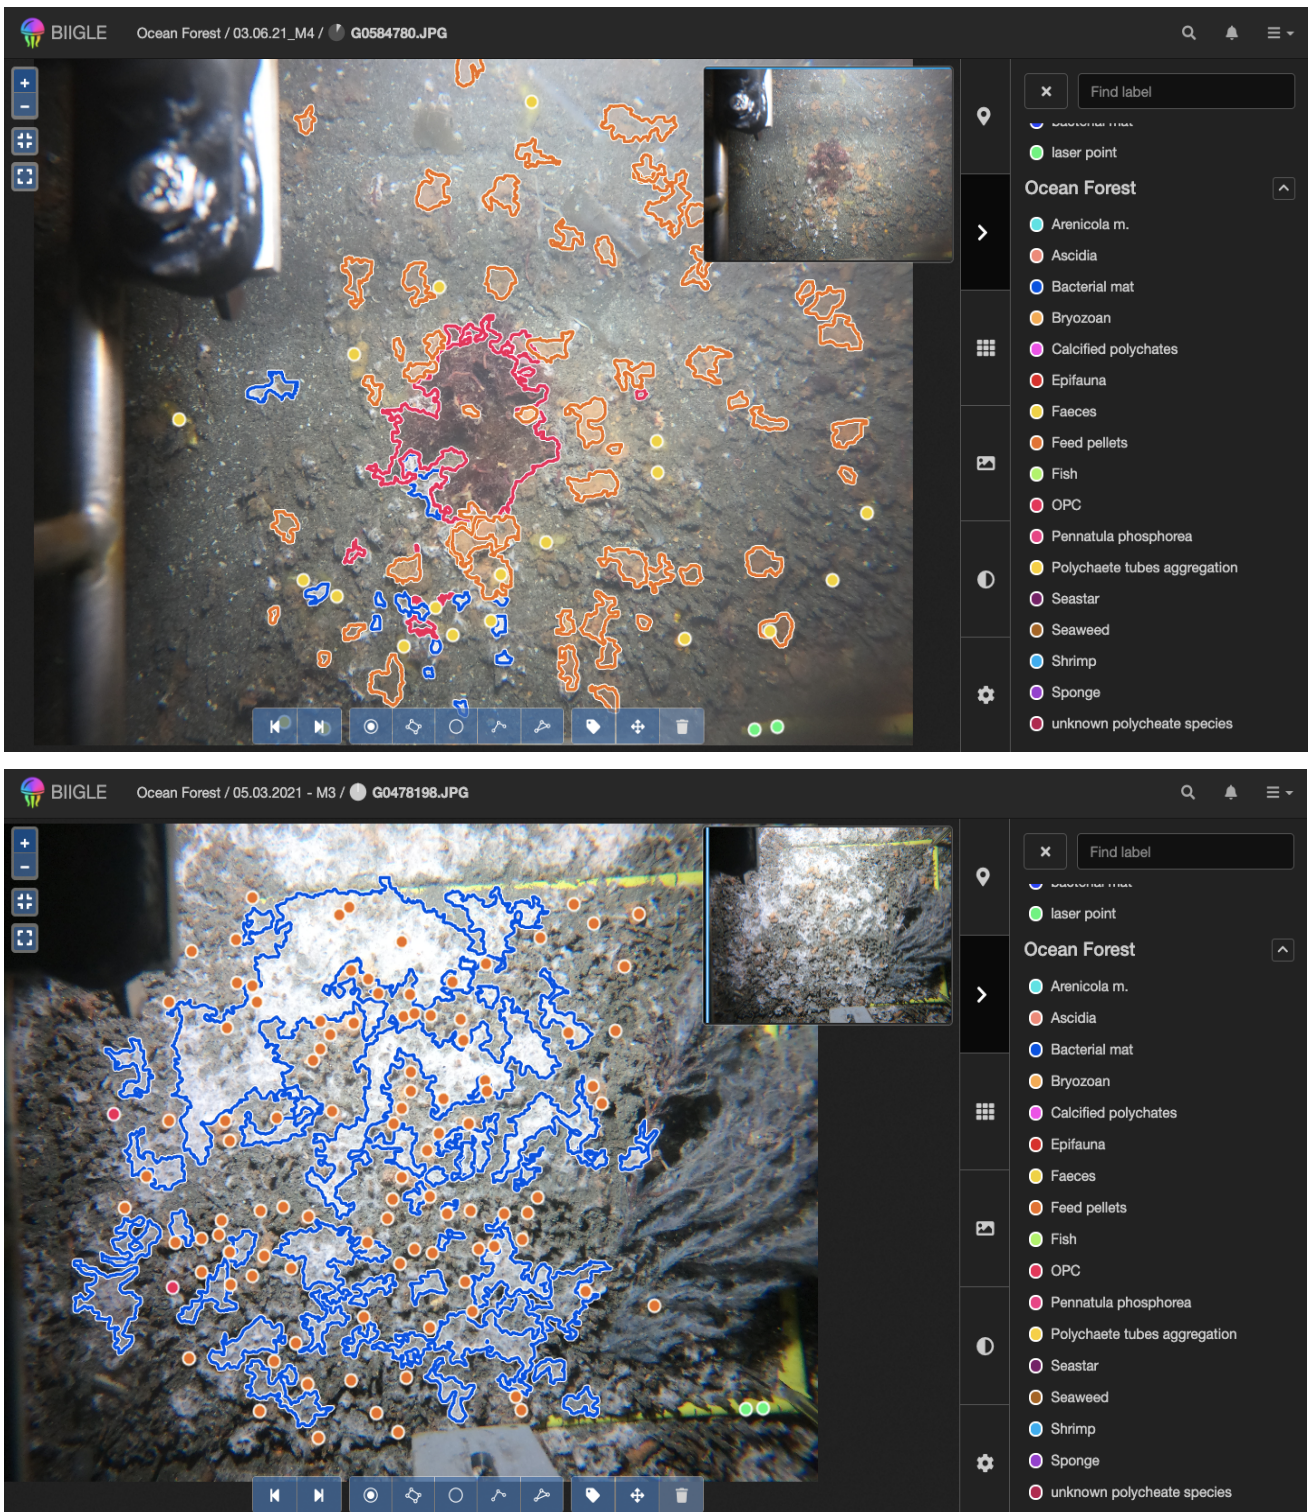 BIIGLE Ocean Forest / 03.06.21_M4 / G0584780.JPG
Find label
Bacterial mat
laser point
Ocean Forest
Arenicola m.
Ascidia
Bacterial mat
Bryozoan
Calcified polychates
Epifauna
Faeces
Feed pellets
Fish
OPC
Pennatula phosphorea
Polychaete tubes aggregation
Seastar
Seaweed
Shrimp
Sponge
unknown polycheate species
BIIGLE Ocean Forest / 05.03.2021 - M3 / G0478198.JPG
Find label
Bacterial mat
laser point
Ocean Forest
Arenicola m.
Ascidia
Bacterial mat
Bryozoan
Calcified polychates
Epifauna
Faeces
Feed pellets
Fish
OPC
Pennatula phosphorea
Polychaete tubes aggregation
Seastar
Seaweed
Shrimp
Sponge
unknown polycheate species